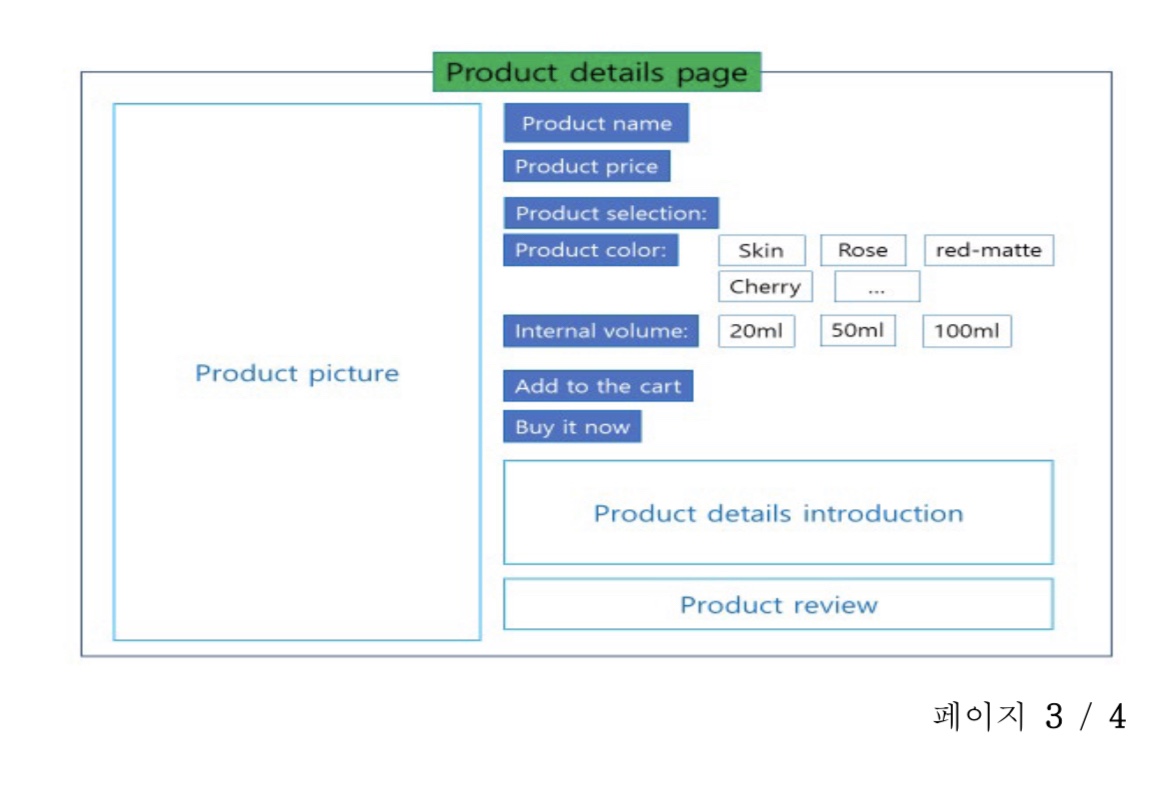 Product details page
Product picture
Product name
Product price
Product selection:
Product color: Skin Rose red-matte
Cherry ...
Internal volume: 20ml 50ml 100ml
Add to the cart
Buy it now
Product details introduction
Product review
페이지 3 / 4